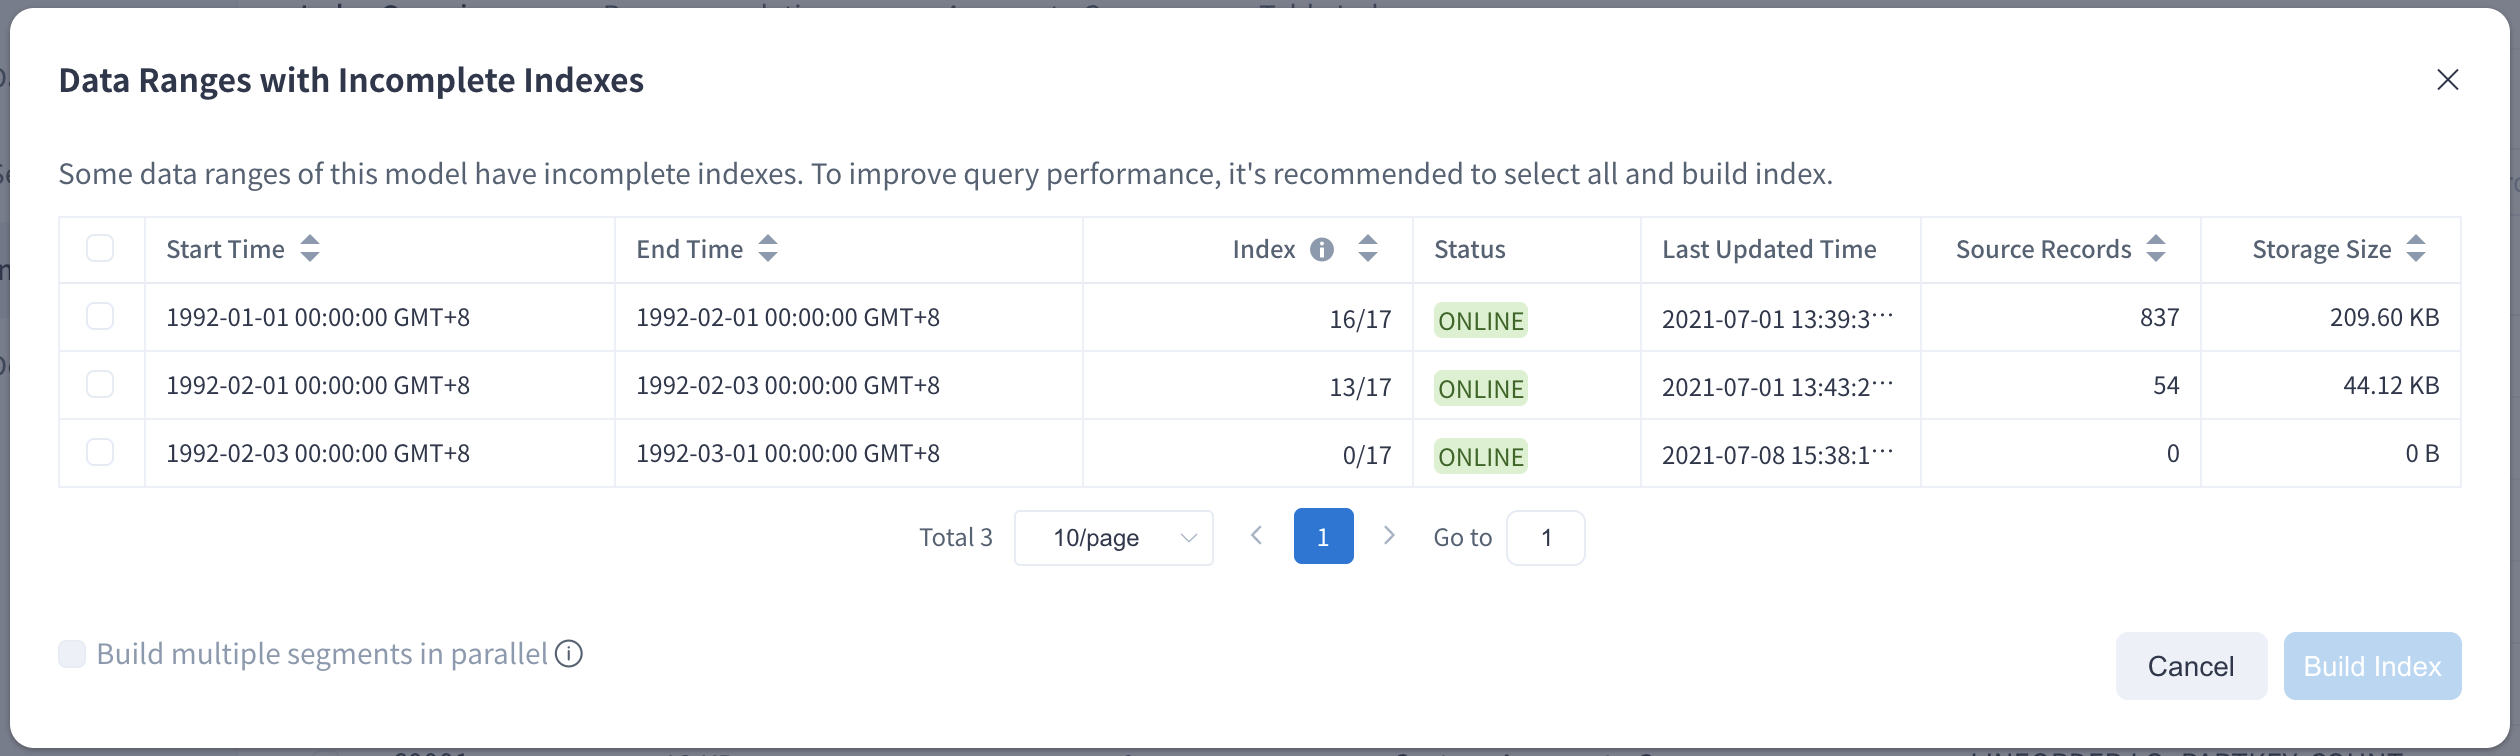 Data Ranges with Incomplete Indexes
Some data ranges of this model have incomplete indexes. To improve query performance, it's recommended to select all and build index.
Start Time End Time Index Status Last Updated Time Source Records Storage Size
1992-01-01 00:00:00 GMT+8 1992-02-01 00:00:00 GMT+8 16/17 ONLINE 2021-07-01 13:39:3··· 837 209.60 KB
1992-02-01 00:00:00 GMT+8 1992-02-03 00:00:00 GMT+8 13/17 ONLINE 2021-07-01 13:43:2··· 54 44.12 KB
1992-02-03 00:00:00 GMT+8 1992-03-01 00:00:00 GMT+8 0/17 ONLINE 2021-07-08 15:38:1··· 0 0 B
Total 3 10/page 1 Go to 1
Build multiple segments in parallel Cancel Build Index